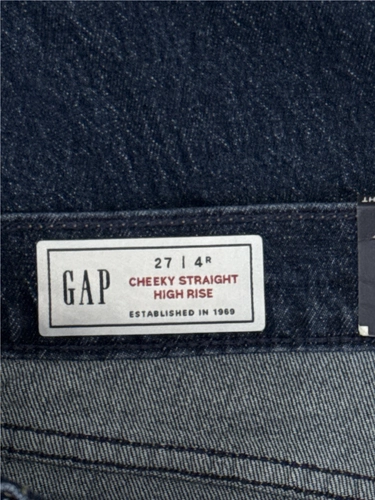 GAP
27 | 4R
CHEEKY STRAIGHT
HIGH RISE
ESTABLISHED IN 1969